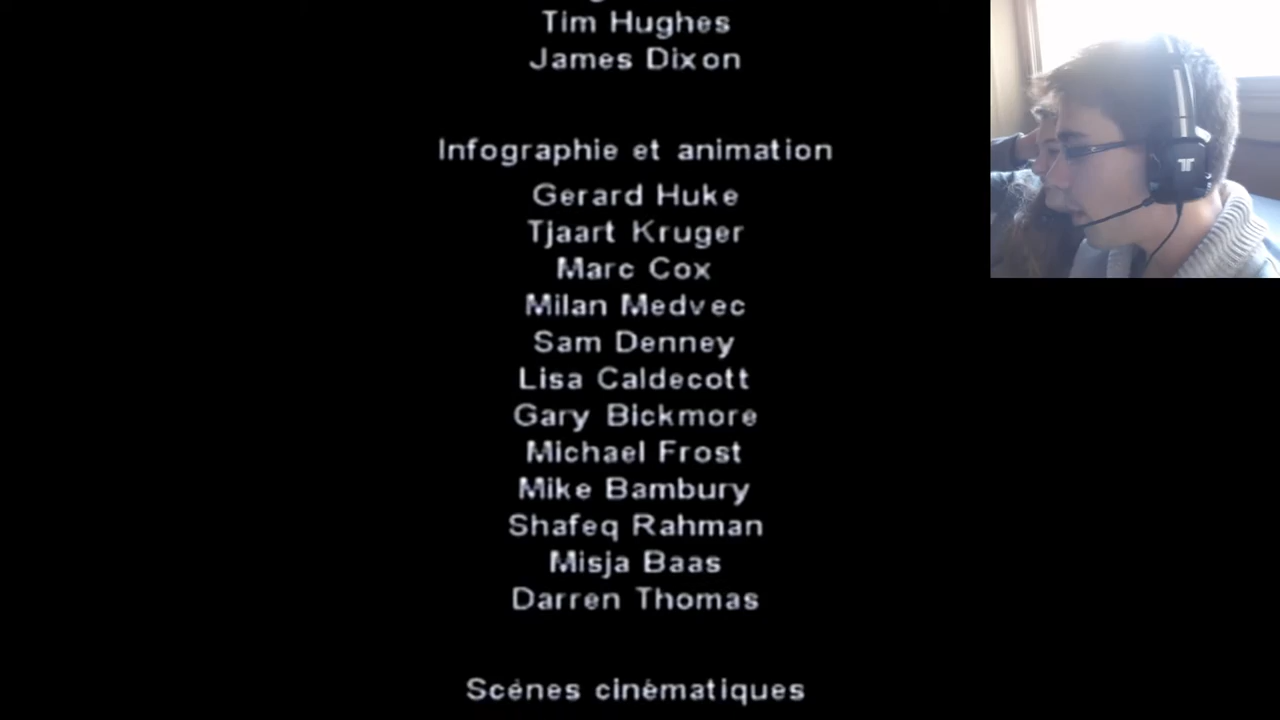 Tim Hughes
James Dixon
Infographie et animation
Gerard Huke
Tjaart Kruger
Marc Cox
Milan Medvec
Sam Denney
Lisa Caldecott
Gary Bickmore
Michael Frost
Mike Bambury
Shafeq Rahman
Misja Baas
Darren Thomas
Scénes cinématiques